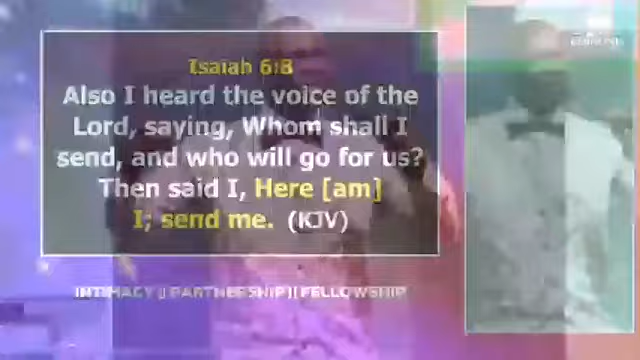 Isaiah 6:8
Also I heard the voice of the
Lord, saying, Whom shall I
send, and who will go for us?
Then said I, Here [am]
I; send me. (KJV)
INTIMACY || PARTNERSHIP || FELLOWSHIP